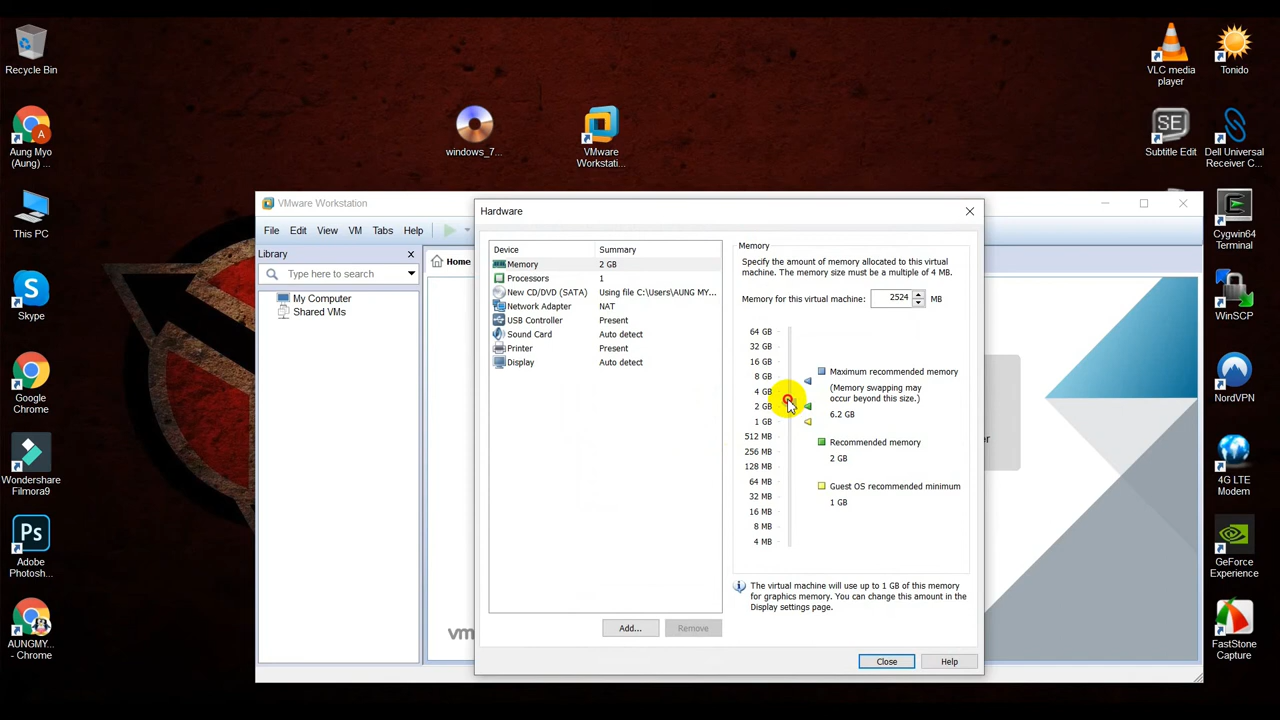 Recycle Bin
Aung Myo
(Aung) ...
This PC
Skype
Google
Chrome
Wondershare
Filmora9
Ps
Adobe
Photosh...
AUNGMY...
- Chrome
windows_7...
VMware
Workstati...
VLC media
player
Tonido
SE
Subtitle Edit
Dell Universal
Receiver C...
Cygwin64
Terminal
WinSCP
NordVPN
4G LTE
Modem
GeForce
Experience
FastStone
Capture
VMware Workstation
File Edit View VM Tabs Help
Library
Type here to search
My Computer
Shared VMs
Home
vm
Hardware
Device Summary
Memory 2 GB
Processors 1
New CD/DVD (SATA) Using file C:\Users\AUNG MY...
Network Adapter NAT
USB Controller Present
Sound Card Auto detect
Printer Present
Display Auto detect
Add... Remove
Memory
Specify the amount of memory allocated to this virtual
machine. The memory size must be a multiple of 4 MB.
Memory for this virtual machine: 2524 MB
64 GB
32 GB
16 GB
8 GB
4 GB
2 GB
1 GB
512 MB
256 MB
128 MB
64 MB
32 MB
16 MB
8 MB
4 MB
Maximum recommended memory
(Memory swapping may
occur beyond this size.)
6.2 GB
Recommended memory
2 GB
Guest OS recommended minimum
1 GB
The virtual machine will use up to 1 GB of this memory
for graphics memory. You can change this amount in the
Display settings page.
Close Help